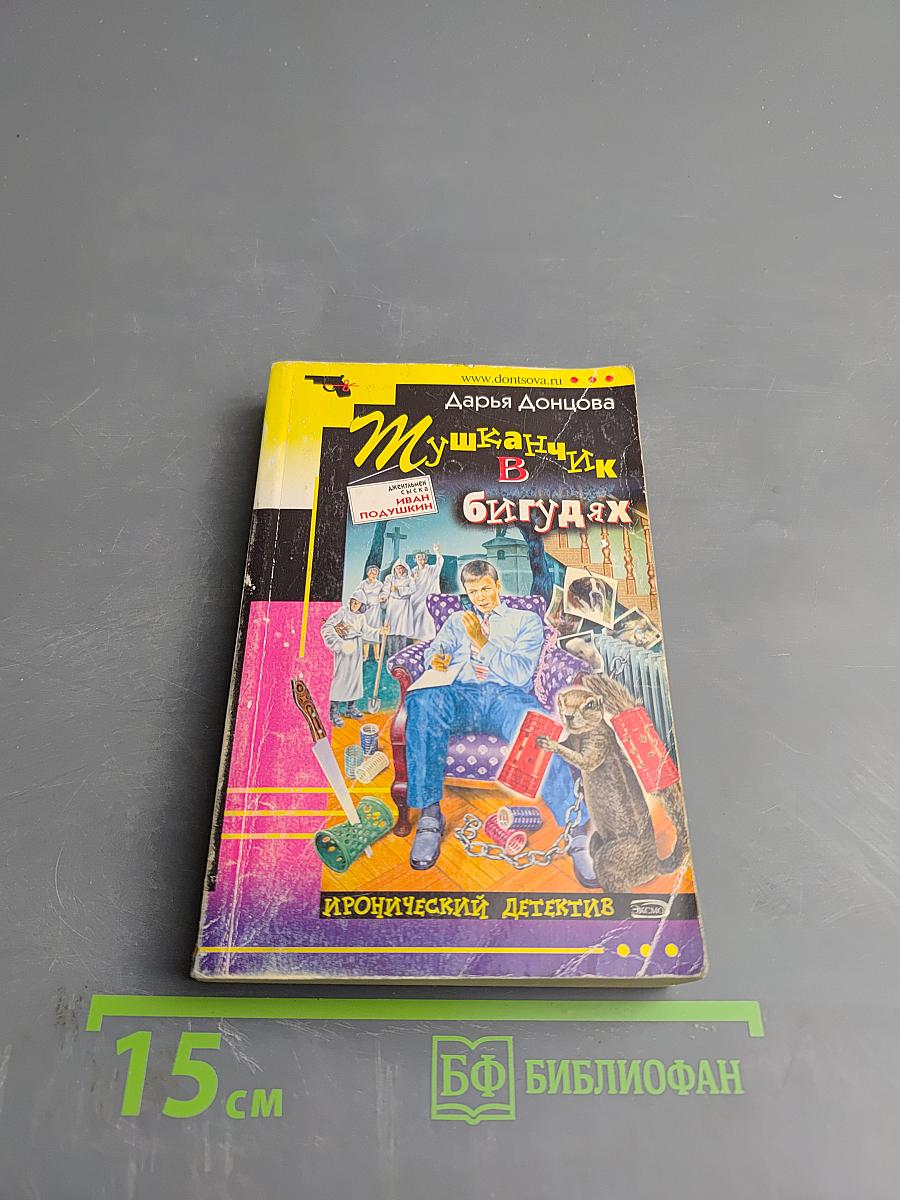 www.dontsova.ru
Дарья Донцова
Тушканчик
в
бигудях
джентльмен
сыска
ИВАН
ПОДУШКИН
ИРОНИЧЕСКИЙ ДЕТЕКТИВ
ЭКСМО
15 см
БФ БИБЛИОФАН